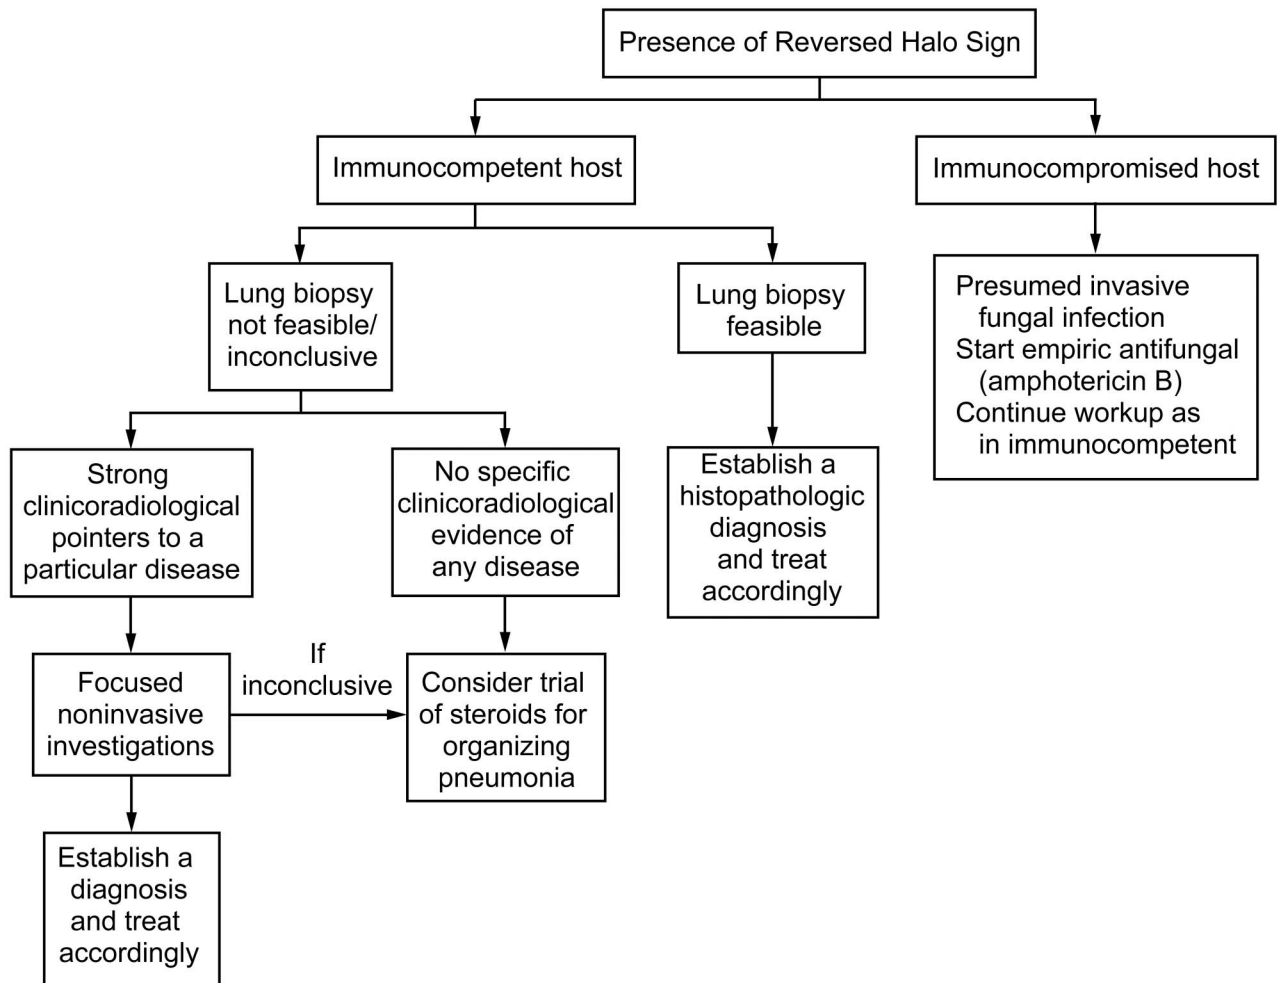 Presence of Reversed Halo Sign
Immunocompetent host
Immunocompromised host
Lung biopsy
not feasible/
inconclusive
Lung biopsy
feasible
Presumed invasive
fungal infection
Start empiric antifungal
(amphotericin B)
Continue workup as
in immunocompetent
Strong
clinicoradiological
pointers to a
particular disease
No specific
clinicoradiological
evidence of
any disease
Establish a
histopathologic
diagnosis
and treat
accordingly
Focused
noninvasive
investigations
If
inconclusive
Consider trial
of steroids for
organizing
pneumonia
Establish a
diagnosis
and treat
accordingly